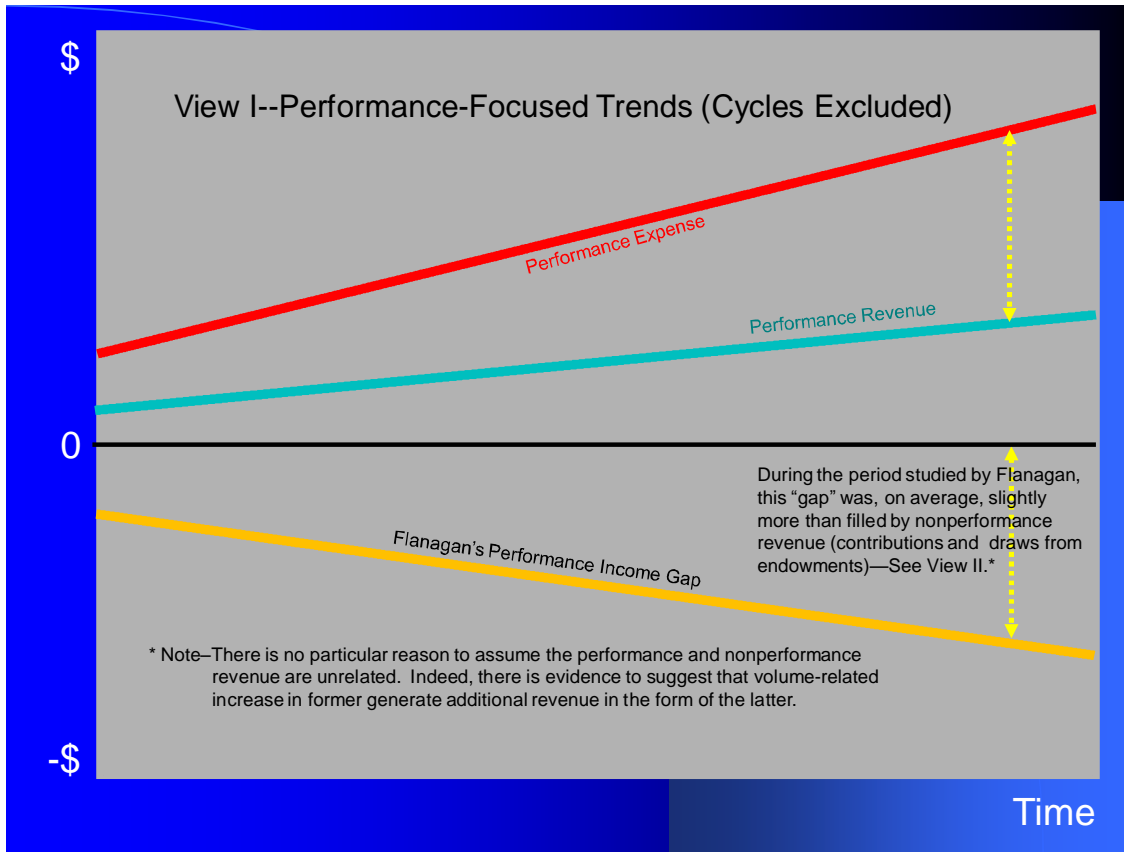 $
View I--Performance-Focused Trends (Cycles Excluded)
Performance Expense
Performance Revenue
0
During the period studied by Flanagan,
this “gap” was, on average, slightly
more than filled by nonperformance
revenue (contributions and draws from
endowments)—See View II.*
Flanagan’s Performance Income Gap
* Note–There is no particular reason to assume the performance and nonperformance
revenue are unrelated. Indeed, there is evidence to suggest that volume-related
increase in former generate additional revenue in the form of the latter.
-$
Time